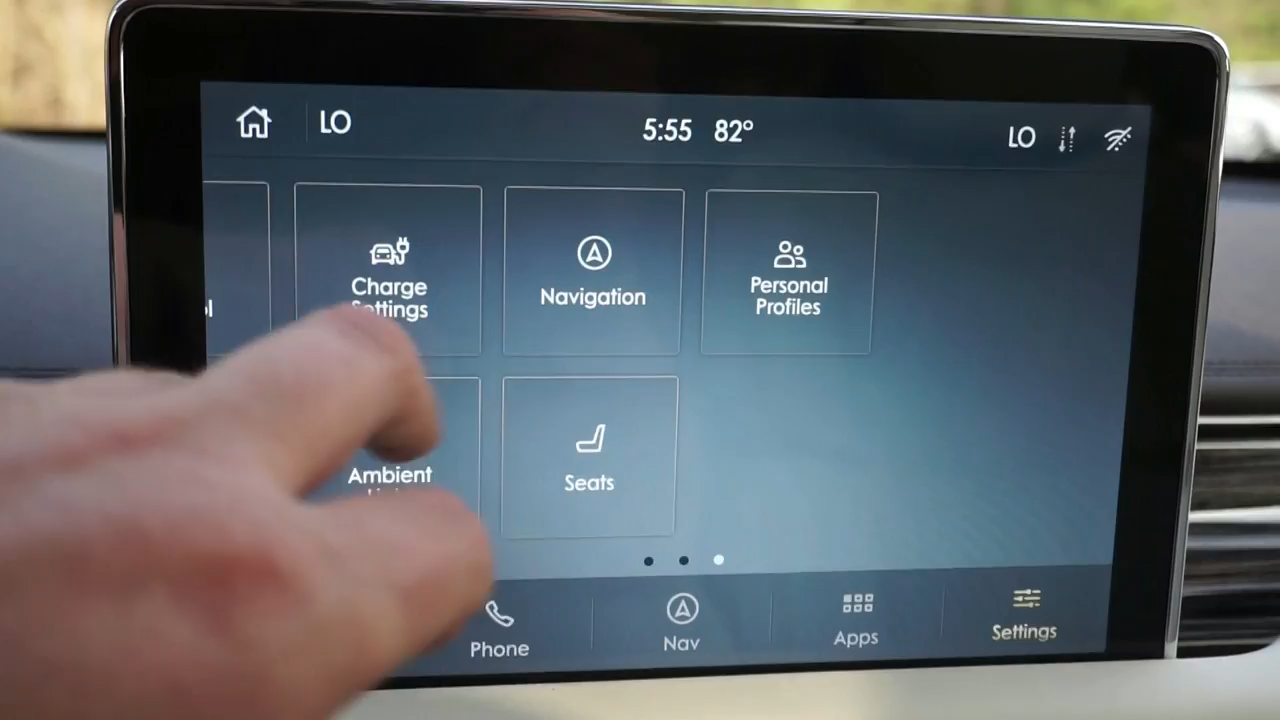 LO
5:55 82°
LO
Charge
Settings
Navigation
Personal
Profiles
Ambient
Seats
Phone
Nav
Apps
Settings